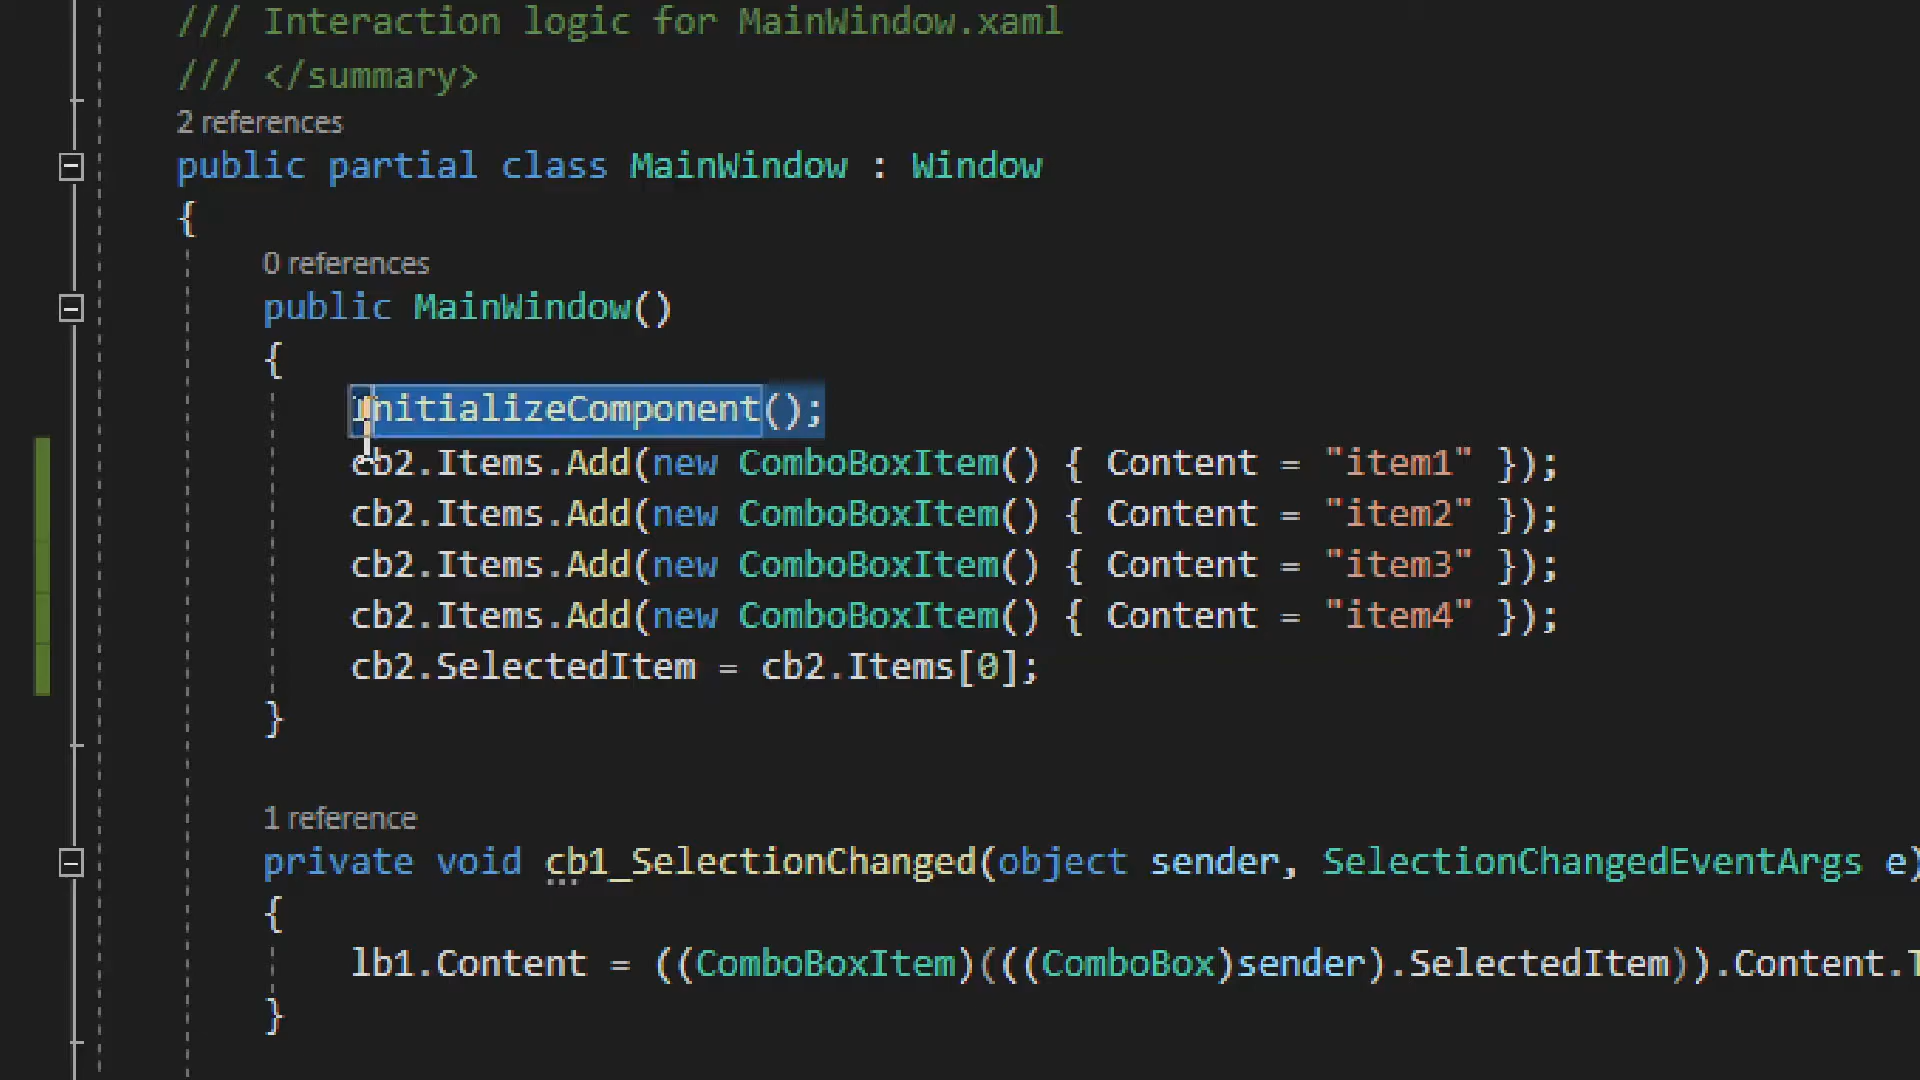 /// Interaction logic for MainWindow.xaml
/// </summary>
2 references
public partial class MainWindow : Window
{
0 references
public MainWindow()
{
InitializeComponent();
cb2.Items.Add(new ComboBoxItem() { Content = "item1" });
cb2.Items.Add(new ComboBoxItem() { Content = "item2" });
cb2.Items.Add(new ComboBoxItem() { Content = "item3" });
cb2.Items.Add(new ComboBoxItem() { Content = "item4" });
cb2.SelectedItem = cb2.Items[0];
}
1 reference
private void cb1_SelectionChanged(object sender, SelectionChangedEventArgs e)
{
lb1.Content = ((ComboBoxItem)(((ComboBox)sender).SelectedItem)).Content.
}